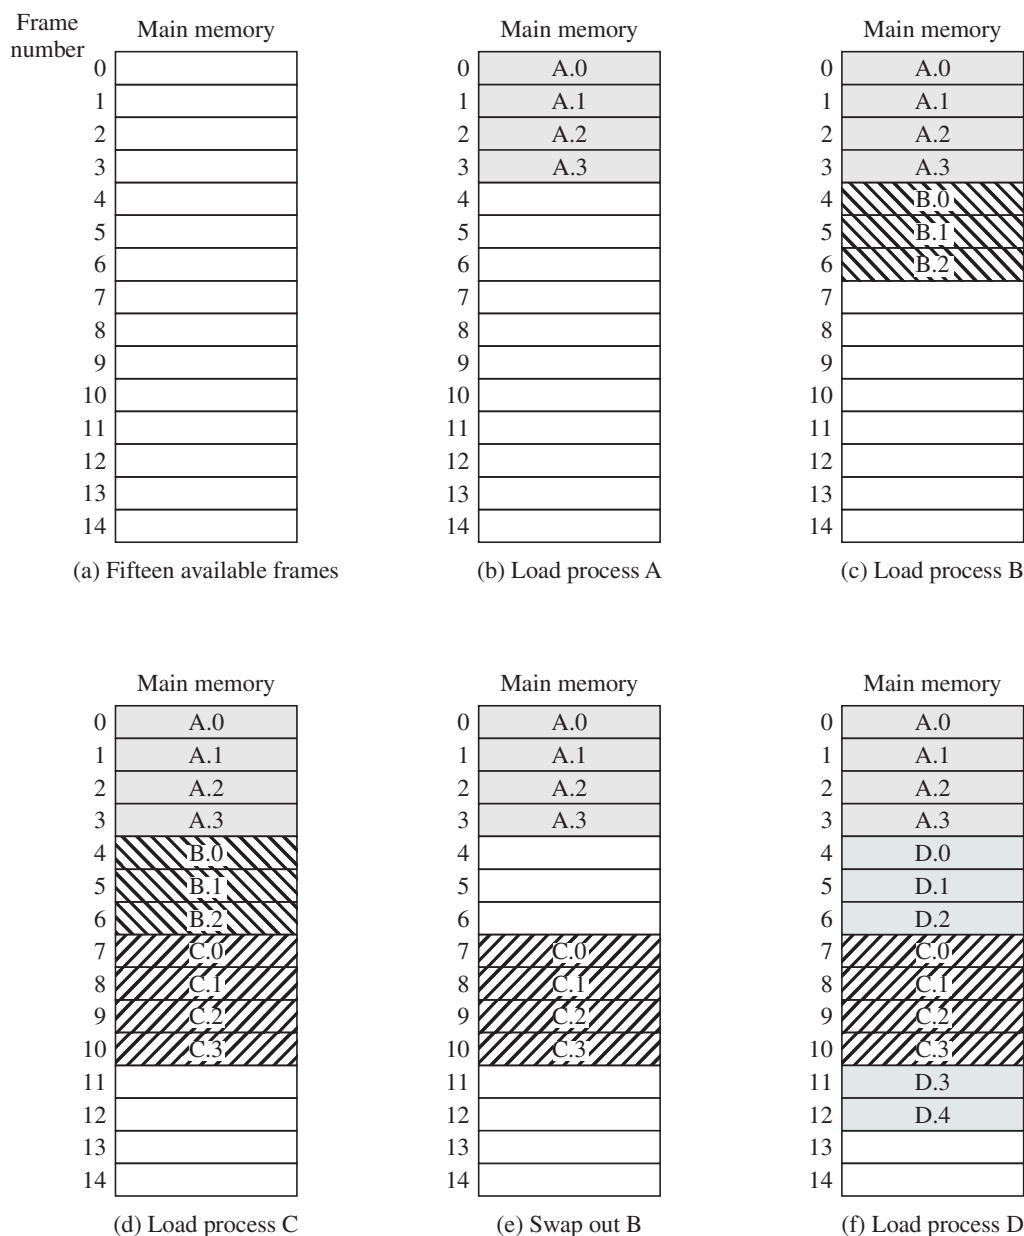 Frame
number
Main memory
0
1
2
3
4
5
6
7
8
9
10
11
12
13
14
(a) Fifteen available frames
Main memory
0 A.0
1 A.1
2 A.2
3 A.3
4
5
6
7
8
9
10
11
12
13
14
(b) Load process A
Main memory
0 A.0
1 A.1
2 A.2
3 A.3
4 B.0
5 B.1
6 B.2
7
8
9
10
11
12
13
14
(c) Load process B
Main memory
0 A.0
1 A.1
2 A.2
3 A.3
4 B.0
5 B.1
6 B.2
7 C.0
8 C.1
9 C.2
10 C.3
11
12
13
14
(d) Load process C
Main memory
0 A.0
1 A.1
2 A.2
3 A.3
4
5
6
7 C.0
8 C.1
9 C.2
10 C.3
11
12
13
14
(e) Swap out B
Main memory
0 A.0
1 A.1
2 A.2
3 A.3
4 D.0
5 D.1
6 D.2
7 C.0
8 C.1
9 C.2
10 C.3
11 D.3
12 D.4
13
14
(f) Load process D